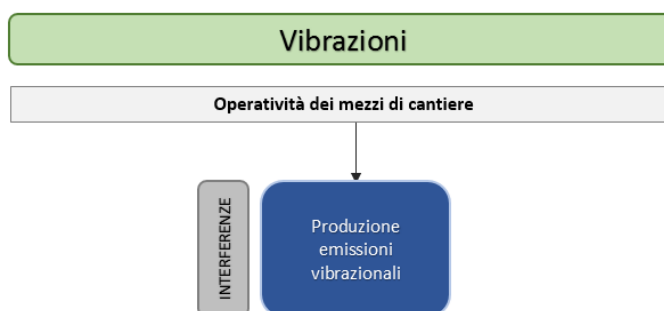 Vibrazioni
Operatività dei mezzi di cantiere
INTERFERENZE
Produzione
emissioni
vibrazionali